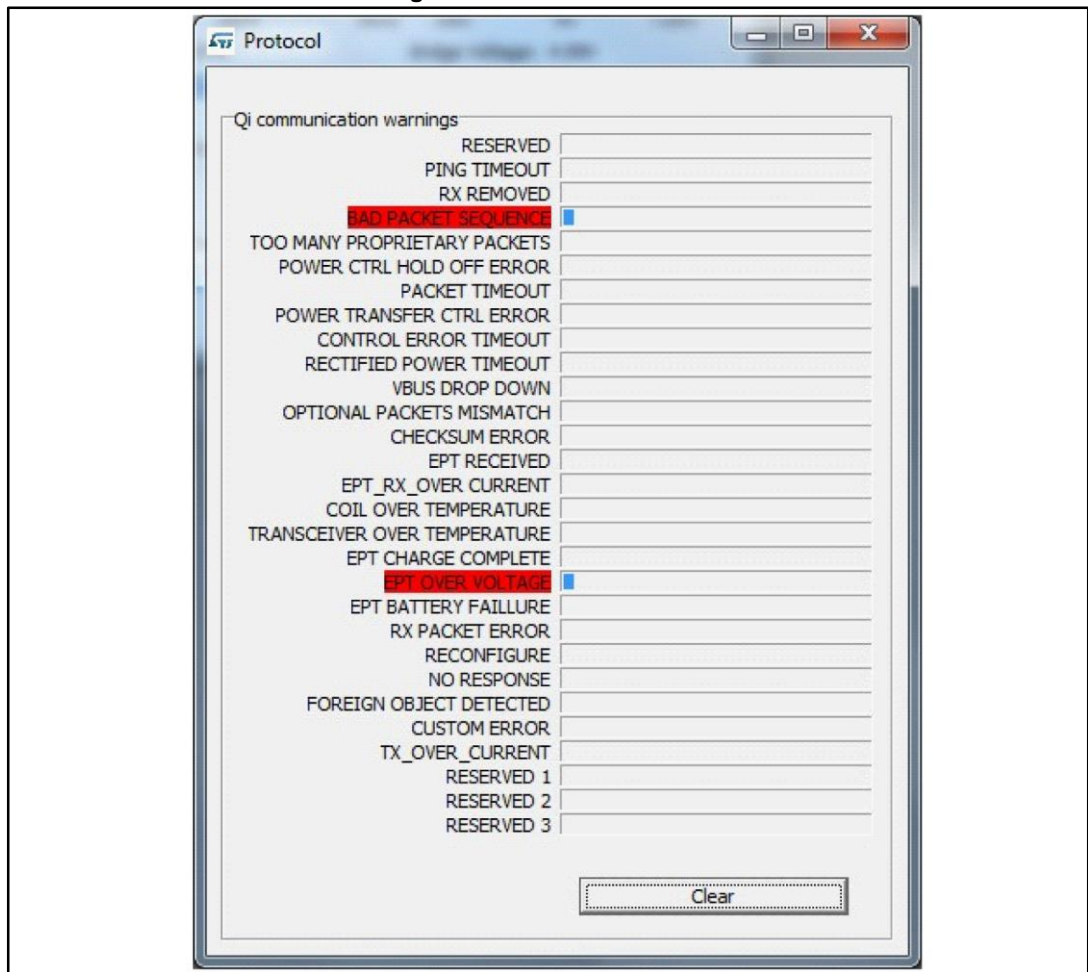 Protocol
Qi communication warnings
RESERVED
PING TIMEOUT
RX REMOVED
BAD PACKET SEQUENCE
TOO MANY PROPRIETARY PACKETS
POWER CTRL HOLD OFF ERROR
PACKET TIMEOUT
POWER TRANSFER CTRL ERROR
CONTROL ERROR TIMEOUT
RECTIFIED POWER TIMEOUT
VBUS DROP DOWN
OPTIONAL PACKETS MISMATCH
CHECKSUM ERROR
EPT RECEIVED
EPT_RX_OVER CURRENT
COIL OVER TEMPERATURE
TRANSCEIVER OVER TEMPERATURE
EPT CHARGE COMPLETE
EPT OVER VOLTAGE
EPT BATTERY FAILLURE
RX PACKET ERROR
RECONFIGURE
NO RESPONSE
FOREIGN OBJECT DETECTED
CUSTOM ERROR
TX_OVER_CURRENT
RESERVED 1
RESERVED 2
RESERVED 3
Clear